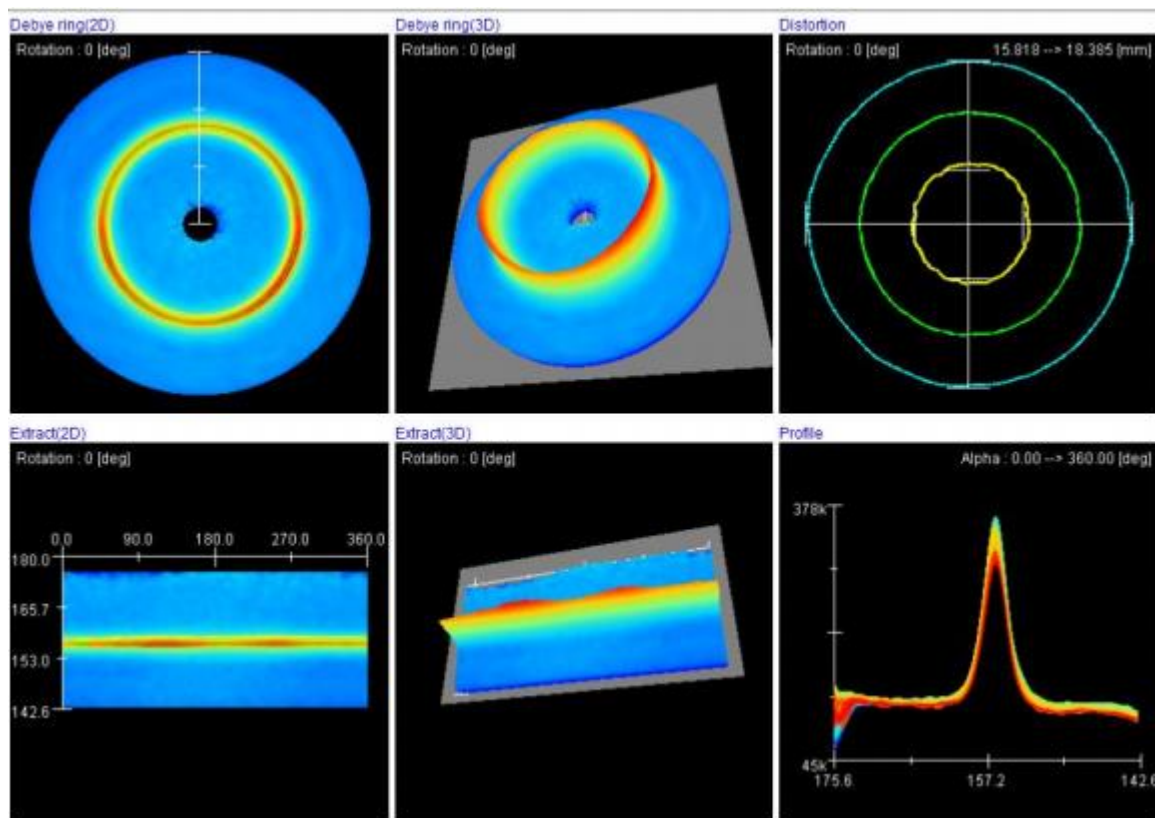 Debye ring(2D)
Rotation : 0 [deg]
Debye ring(3D)
Rotation : 0 [deg]
Distortion
Rotation : 0 [deg]
15.818 --> 18.385 [mm]
Extract(2D)
Rotation : 0 [deg]
0.0 90.0 180.0 270.0 360.0
180.0
165.7
153.0
142.6
Extract(3D)
Rotation : 0 [deg]
Profile
Alpha : 0.00 --> 360.00 [deg]
378k
45k
175.6 157.2 142.6